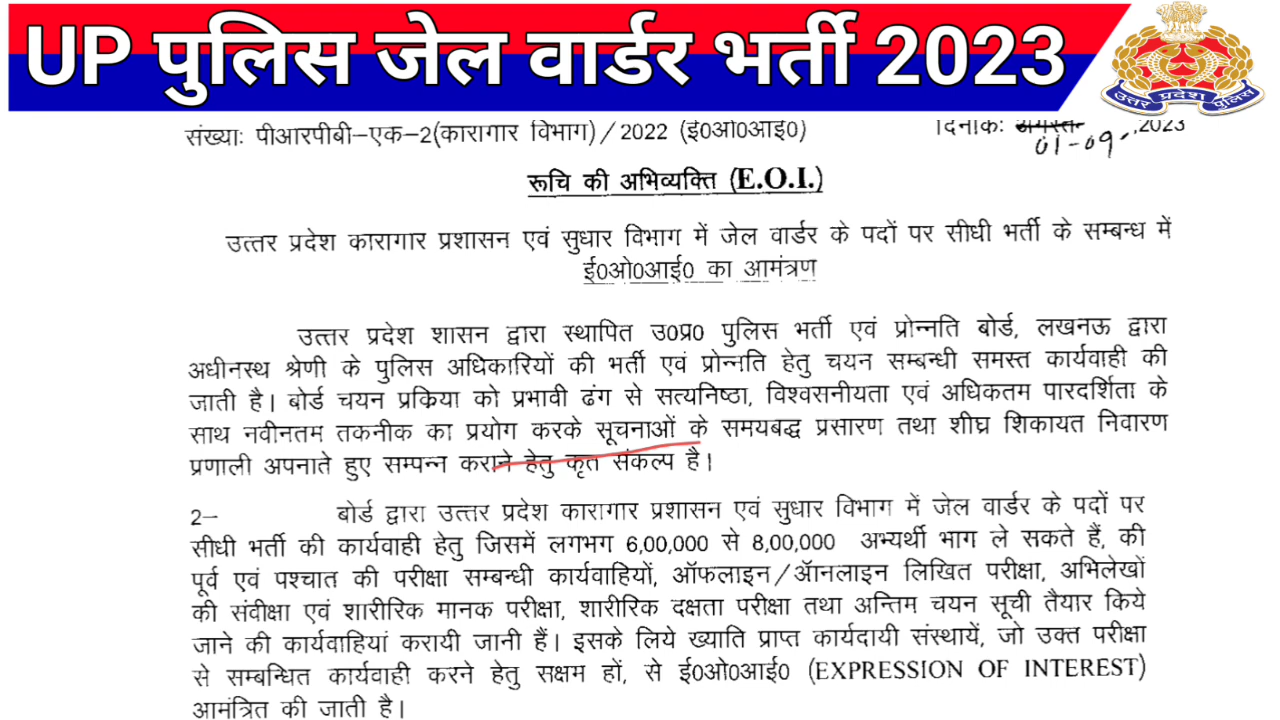 UP पुलिस जेल वार्डर भर्ती 2023
उत्तर प्रदेश पुलिस
संख्याः पीआरपीबी–एक–2(कारागार विभाग)/2022 (ई0ओ0आई0) दिनांकः अगस्त 01-09-,2023
रूचि की अभिव्यक्ति (E.O.I.)
उत्तर प्रदेश कारागार प्रशासन एवं सुधार विभाग में जेल वार्डर के पदों पर सीधी भर्ती के सम्बन्ध में
ई0ओ0आई0 का आमंत्रण
उत्तर प्रदेश शासन द्वारा स्थापित उ0प्र0 पुलिस भर्ती एवं प्रोन्नति बोर्ड, लखनऊ द्वारा
अधीनस्थ श्रेणी के पुलिस अधिकारियों की भर्ती एवं प्रोन्नति हेतु चयन सम्बन्धी समस्त कार्यवाही की
जाती है। बोर्ड चयन प्रकिया को प्रभावी ढंग से सत्यनिष्ठा, विश्वसनीयता एवं अधिकतम पारदर्शिता के
साथ नवीनतम तकनीक का प्रयोग करके सूचनाओं के समयबद्ध प्रसारण तथा शीघ्र शिकायत निवारण
प्रणाली अपनाते हुए सम्पन्न कराने हेतु कृत संकल्प है।
2– बोर्ड द्वारा उत्तर प्रदेश कारागार प्रशासन एवं सुधार विभाग में जेल वार्डर के पदों पर
सीधी भर्ती की कार्यवाही हेतु जिसमें लगभग 6,00,000 से 8,00,000 अभ्यर्थी भाग ले सकते हैं, की
पूर्व एवं पश्चात की परीक्षा सम्बन्धी कार्यवाहियों, ऑफलाइन/ऑनलाइन लिखित परीक्षा, अभिलेखों
की संवीक्षा एवं शारीरिक मानक परीक्षा, शारीरिक दक्षता परीक्षा तथा अन्तिम चयन सूची तैयार किये
जाने की कार्यवाहियां करायी जानी हैं। इसके लिये ख्याति प्राप्त कार्यदायी संस्थायें, जो उक्त परीक्षा
से सम्बन्धित कार्यवाही करने हेतु सक्षम हों, से ई0ओ0आई0 (EXPRESSION OF INTEREST)
आमंत्रित की जाती है।